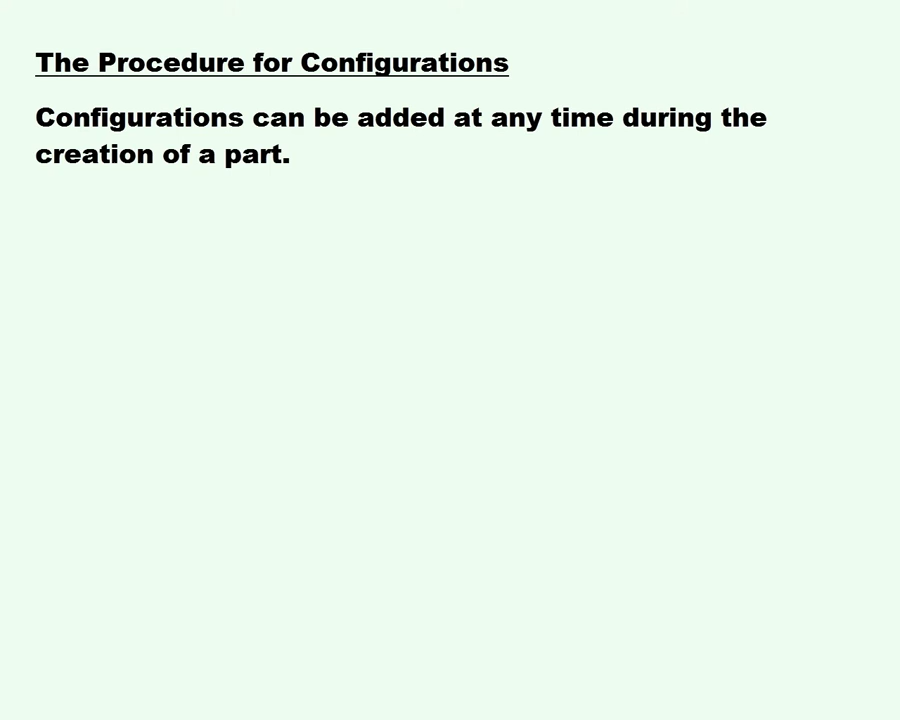 The Procedure for Configurations
Configurations can be added at any time during the
creation of a part.